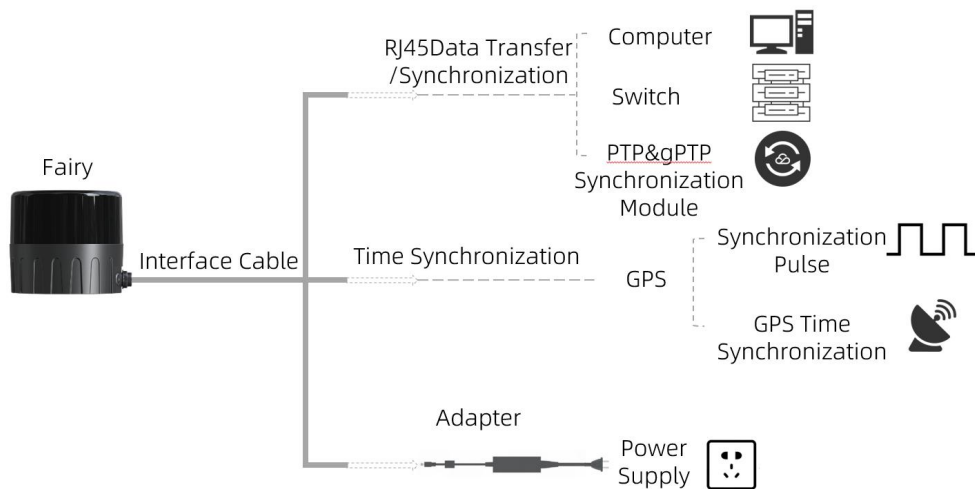 RJ45Data Transfer
/Synchronization
Computer
Switch
PTP&gPTP
Synchronization
Module
Fairy
Interface Cable
Time Synchronization
GPS
Synchronization
Pulse
GPS Time
Synchronization
Adapter
Power
Supply